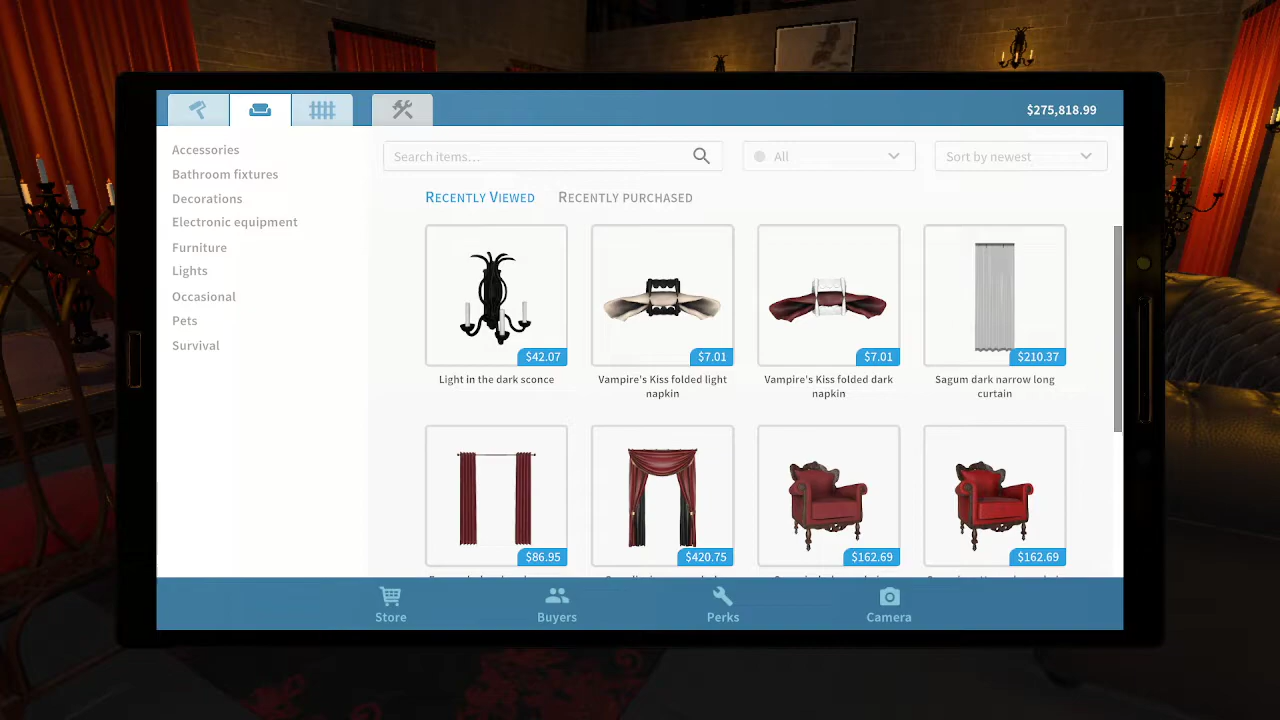 $275,818.99
Accessories
Bathroom fixtures
Decorations
Electronic equipment
Furniture
Lights
Occasional
Pets
Survival
Search items...
All
Sort by newest
RECENTLY VIEWED
RECENTLY PURCHASED
$42.07
Light in the dark sconce
$7.01
Vampire's Kiss folded light
napkin
$7.01
Vampire's Kiss folded dark
napkin
$210.37
Sagum dark narrow long
curtain
$86.95
$420.75
$162.69
$162.69
Store
Buyers
Perks
Camera